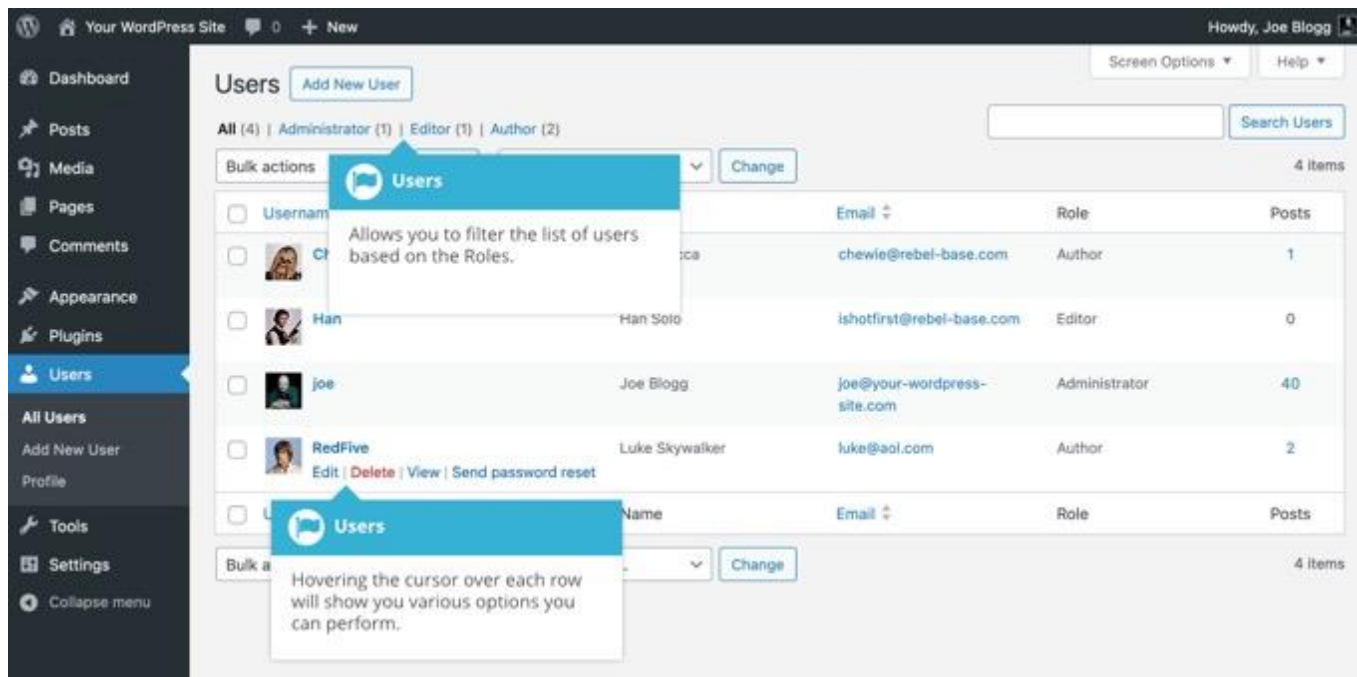 Your WordPress Site 0 + New Howdy, Joe Blogg
Screen Options ▼ Help ▼
Dashboard
Posts
Media
Pages
Comments
Appearance
Plugins
Users
All Users
Add New User
Profile
Tools
Settings
Collapse menu
Users Add New User
All (4) | Administrator (1) | Editor (1) | Author (2)
Search Users
Bulk actions Change 4 items
Users
Allows you to filter the list of users
based on the Roles.
Usernam Email Role Posts
Ch cca chewie@rebel-base.com Author 1
Han Han Solo ishotfirst@rebel-base.com Editor 0
joe Joe Blogg joe@your-wordpress-
site.com Administrator 40
RedFive Luke Skywalker luke@aol.com Author 2
Edit | Delete | View | Send password reset
Name Email Role Posts
Bulk a Change 4 items
Users
Hovering the cursor over each row
will show you various options you
can perform.